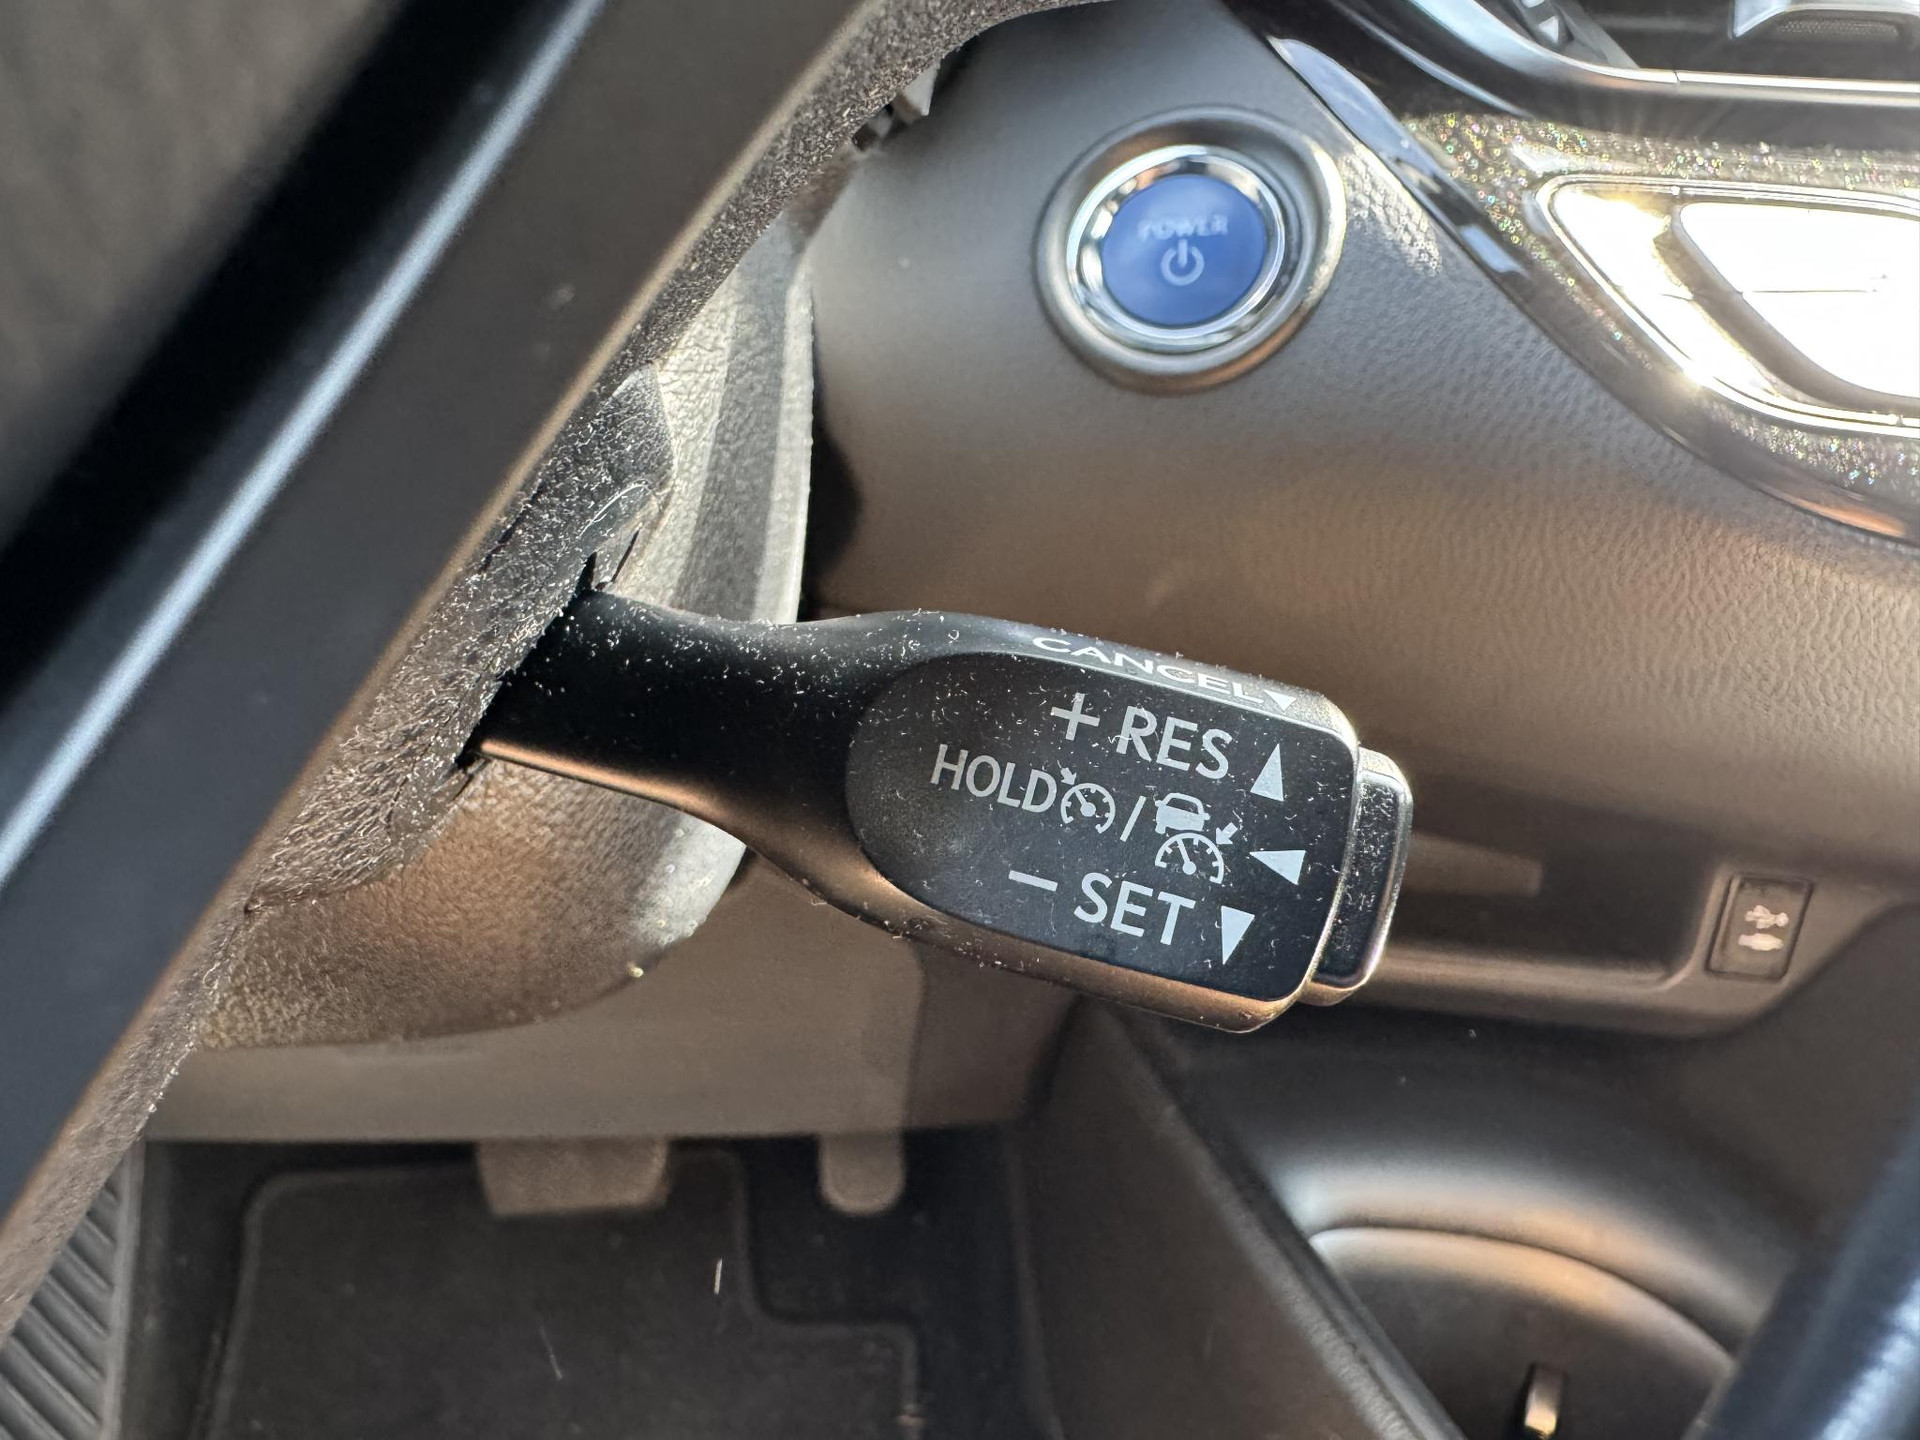 POWER
CANCEL
+ RES
HOLD /
− SET